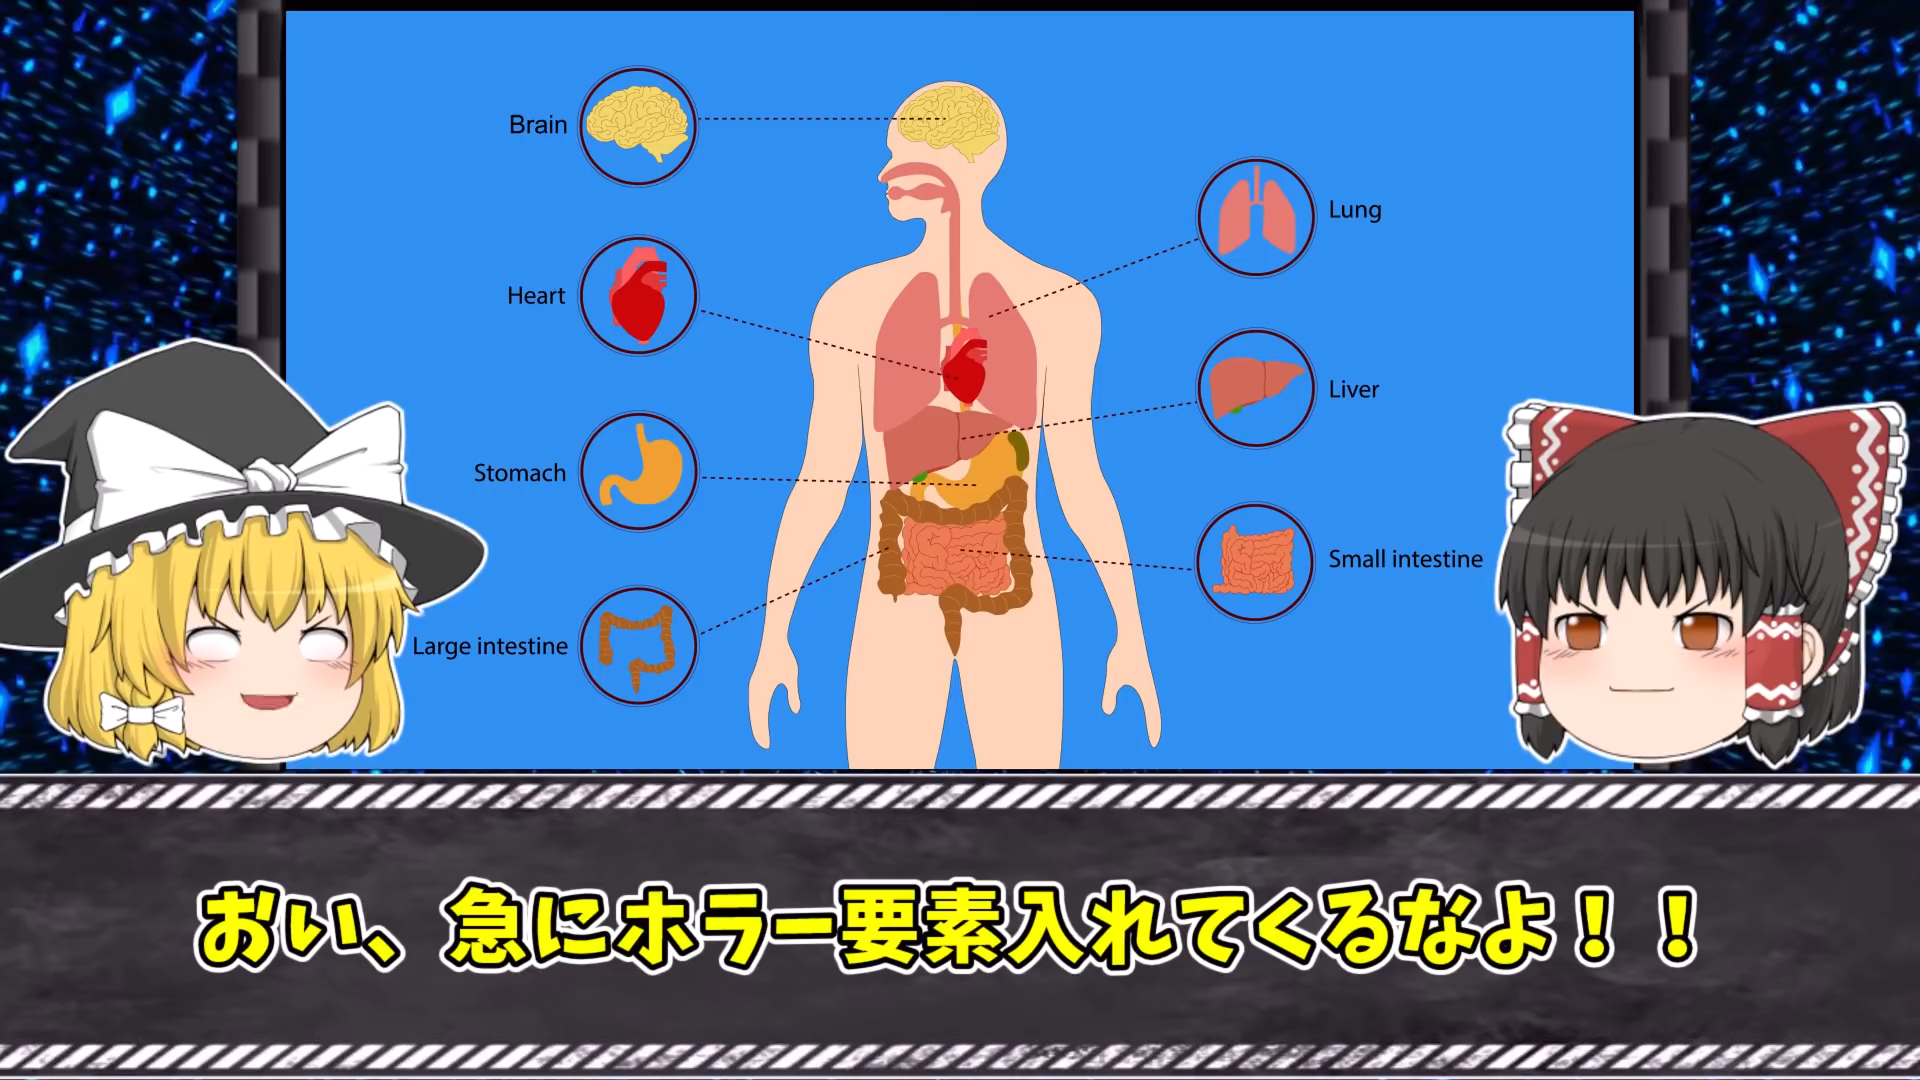 Brain
Lung
Heart
Liver
Stomach
Small intestine
Large intestine
おい、急にホラー要素入れてくるなよ！！